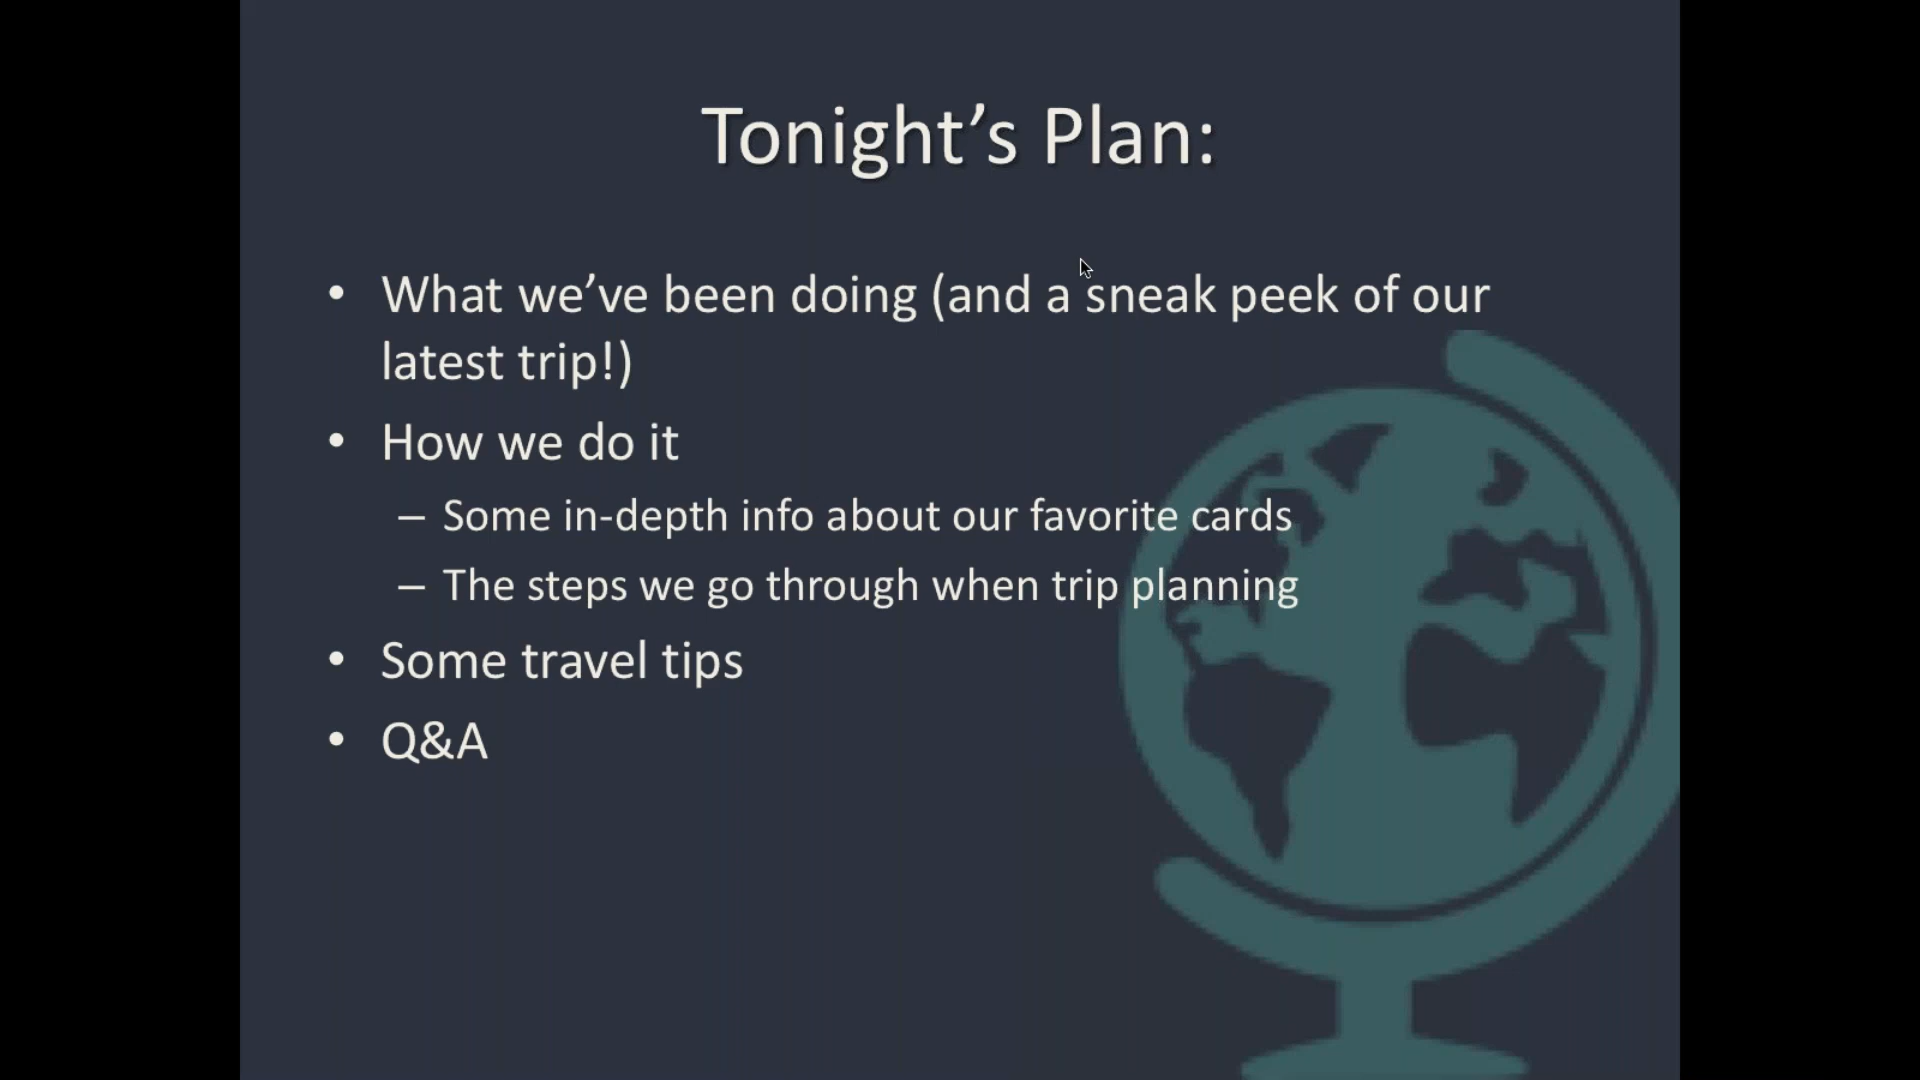 Tonight’s Plan:
• What we’ve been doing (and a sneak peek of our
latest trip!)
• How we do it
– Some in-depth info about our favorite cards
– The steps we go through when trip planning
• Some travel tips
• Q&A